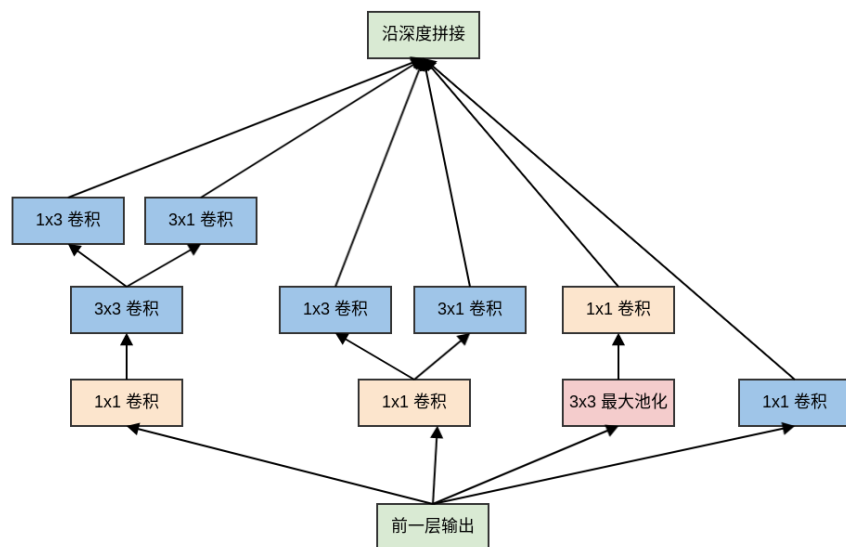 沿深度拼接
1x3 卷积
3x1 卷积
3x3 卷积
1x3 卷积
3x1 卷积
1x1 卷积
1x1 卷积
1x1 卷积
3x3 最大池化
1x1 卷积
前一层输出